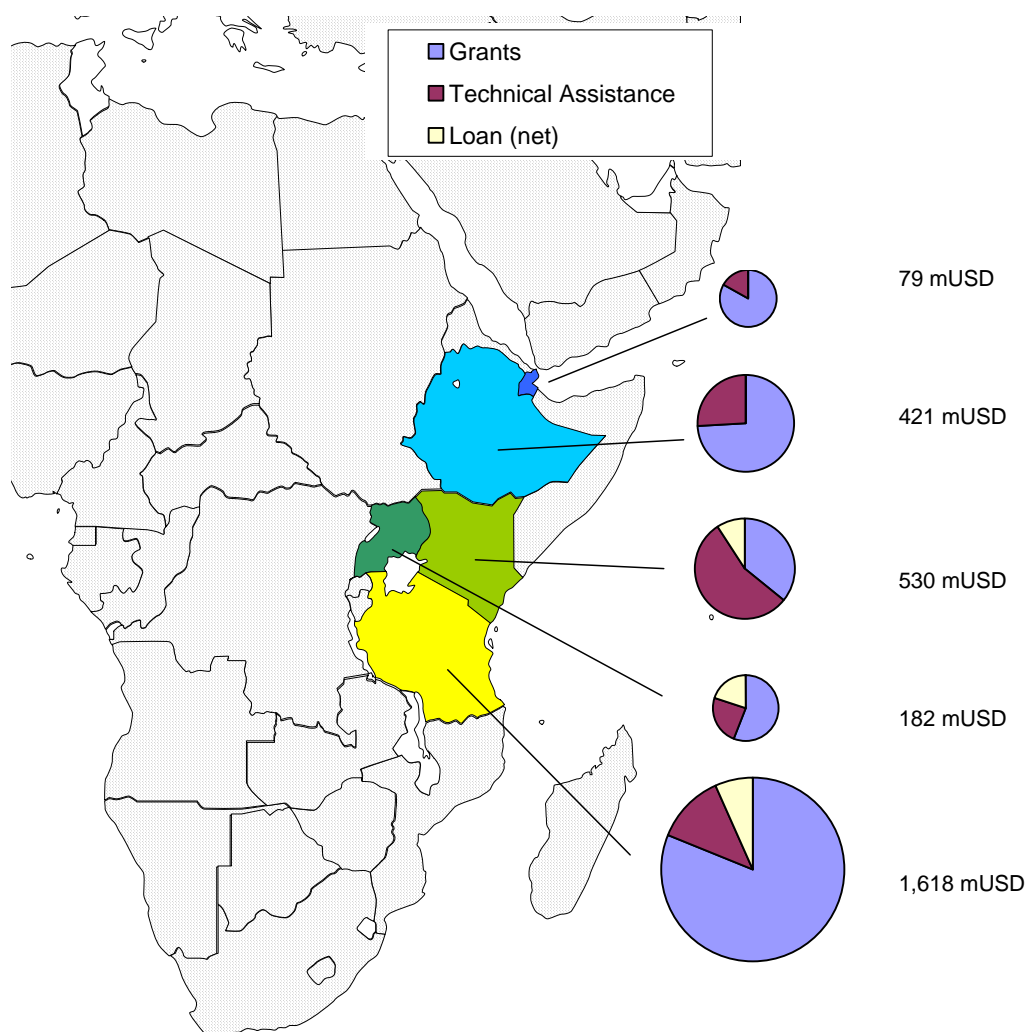 Grants
Technical Assistance
Loan (net)
79 mUSD
421 mUSD
530 mUSD
182 mUSD
1,618 mUSD